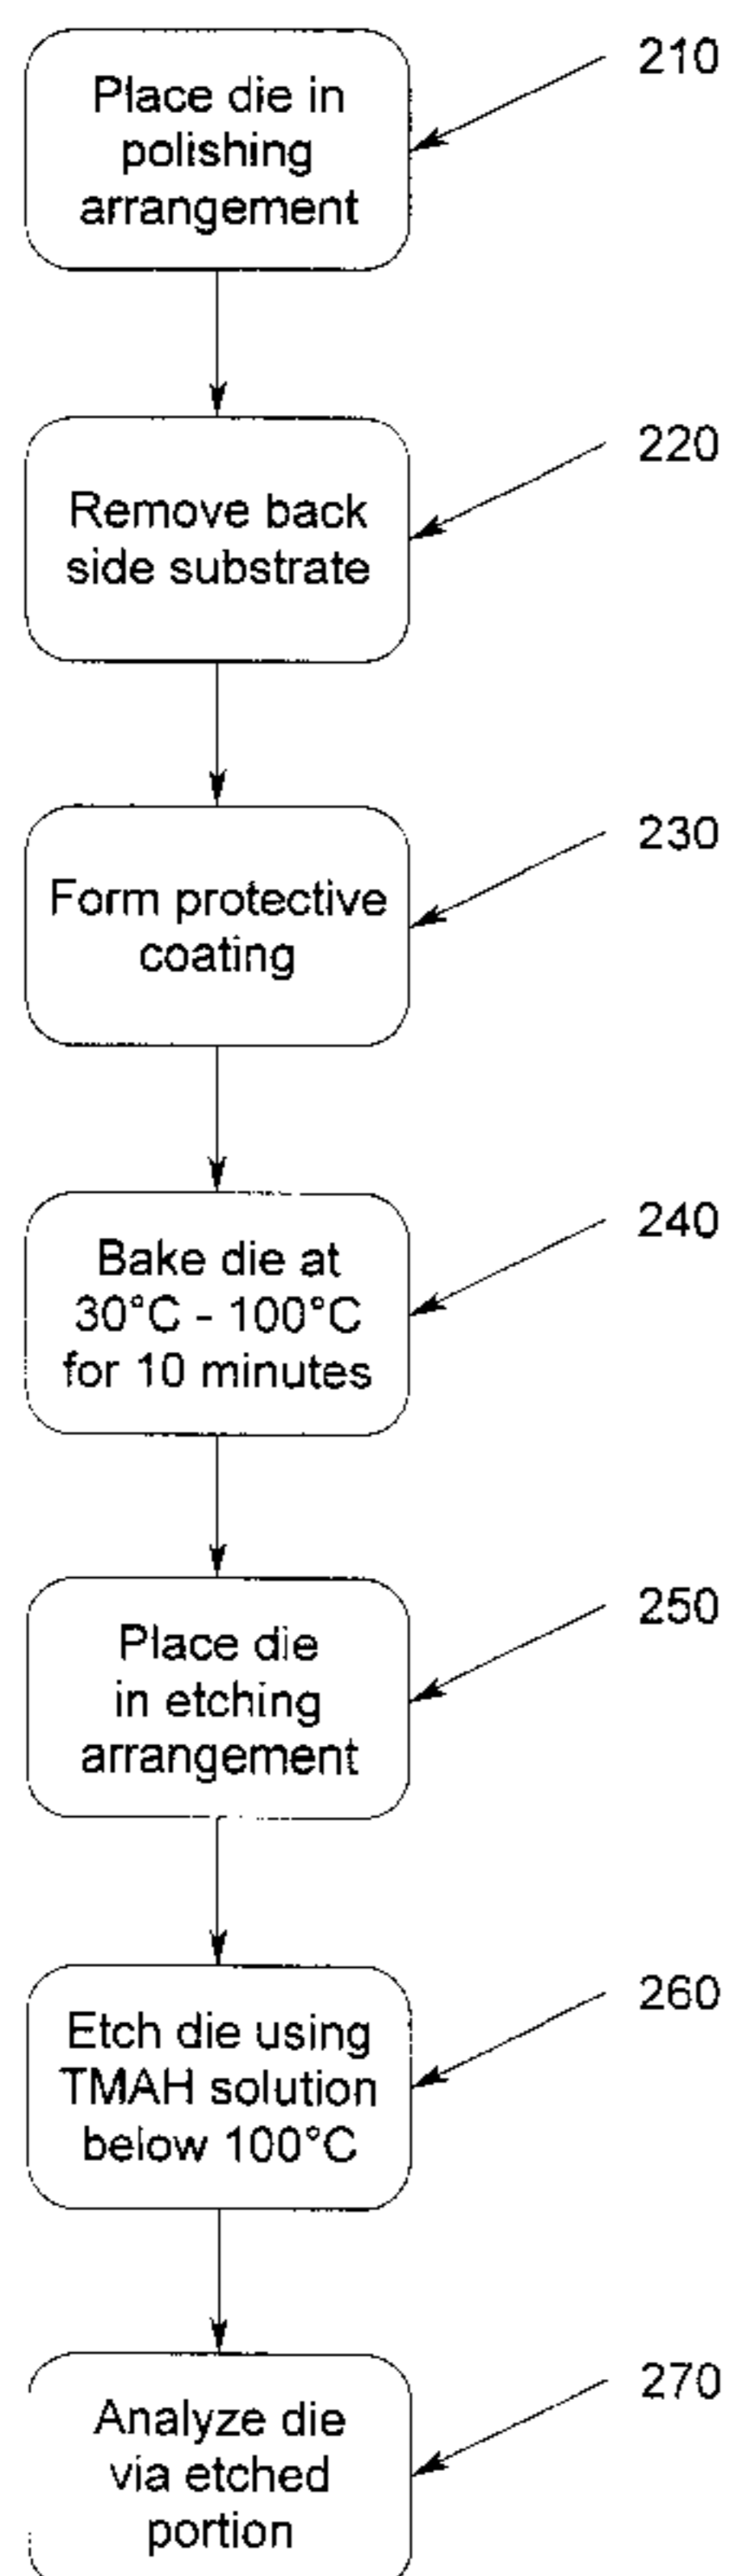 Place die in
polishing
arrangement
210
Remove back
side substrate
220
Form protective
coating
230
Bake die at
30°C - 100°C
for 10 minutes
240
Place die
in etching
arrangement
250
Etch die using
TMAH solution
below 100°C
260
Analyze die
via etched
portion
270